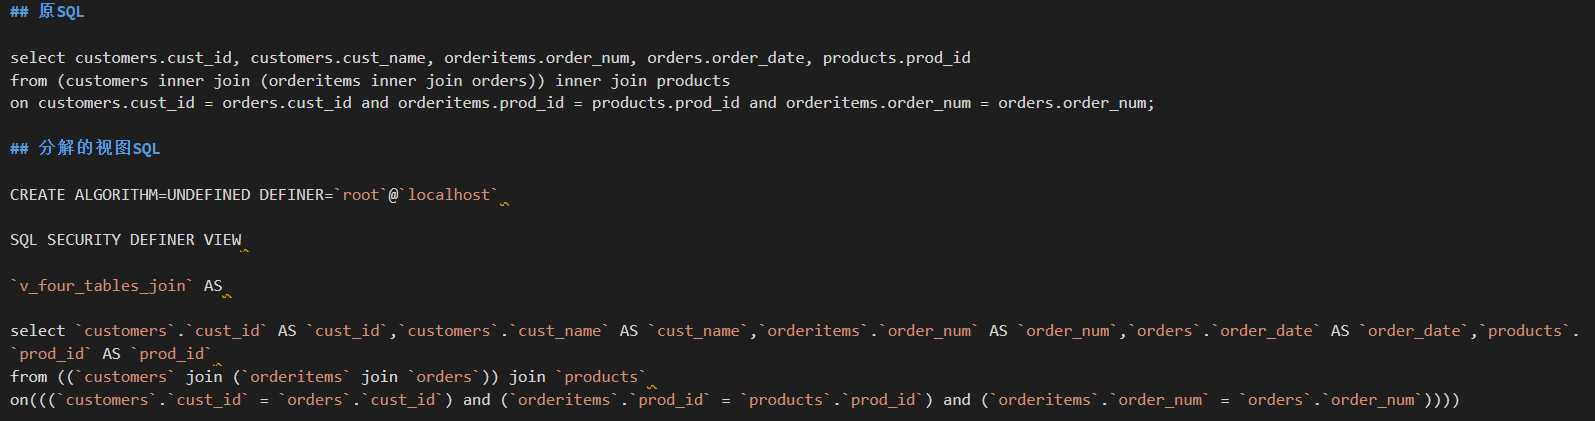 ## 原SQL
select customers.cust_id, customers.cust_name, orderitems.order_num, orders.order_date, products.prod_id
from (customers inner join (orderitems inner join orders)) inner join products
on customers.cust_id = orders.cust_id and orderitems.prod_id = products.prod_id and orderitems.order_num = orders.order_num;
## 分解的视图SQL
CREATE ALGORITHM=UNDEFINED DEFINER=`root`@`localhost`
SQL SECURITY DEFINER VIEW
`v_four_tables_join` AS
select `customers`.`cust_id` AS `cust_id`,`customers`.`cust_name` AS `cust_name`,`orderitems`.`order_num` AS `order_num`,`orders`.`order_date` AS `order_date`,`products`.
`prod_id` AS `prod_id`
from ((`customers` join (`orderitems` join `orders`)) join `products`
on(((`customers`.`cust_id` = `orders`.`cust_id`) and (`orderitems`.`prod_id` = `products`.`prod_id`) and (`orderitems`.`order_num` = `orders`.`order_num`))))